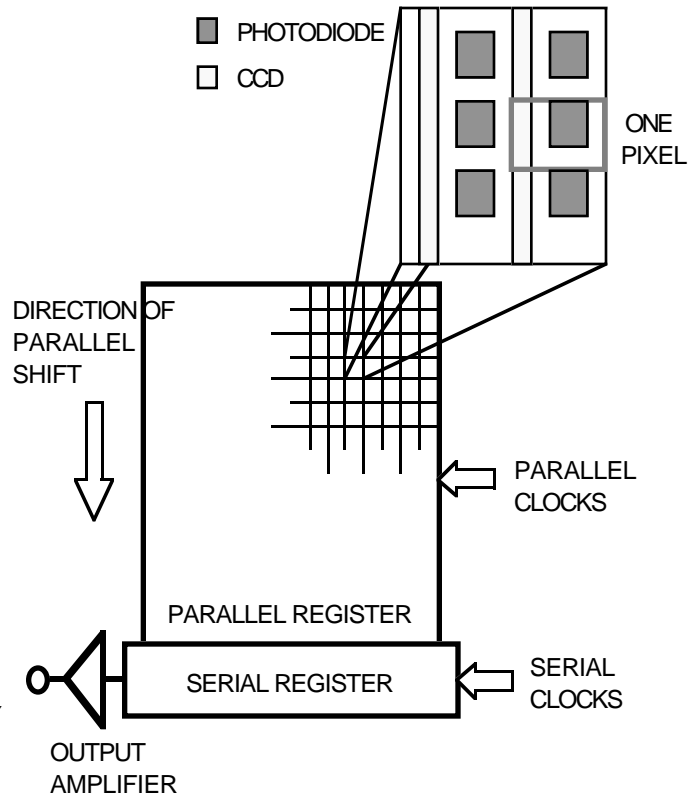 PHOTODIODE
CCD
ONE
PIXEL
DIRECTION OF
PARALLEL
SHIFT
PARALLEL
CLOCKS
PARALLEL REGISTER
SERIAL REGISTER
SERIAL
CLOCKS
OUTPUT
AMPLIFIER